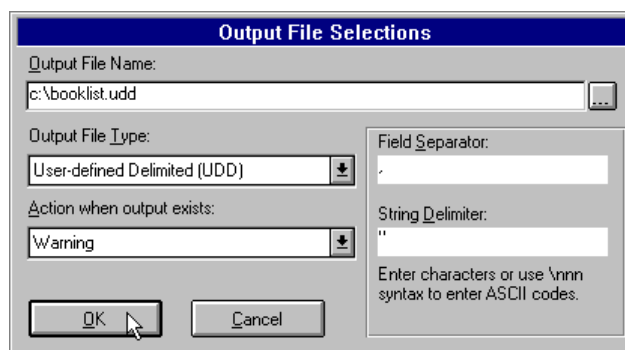 Output File Selections
Output File Name:
c:\booklist.udd
...
Output File Type:
User-defined Delimited (UDD)
Action when output exists:
Warning
Field Separator:
,
String Delimiter:
"
Enter characters or use \nnn
syntax to enter ASCII codes.
OK
Cancel